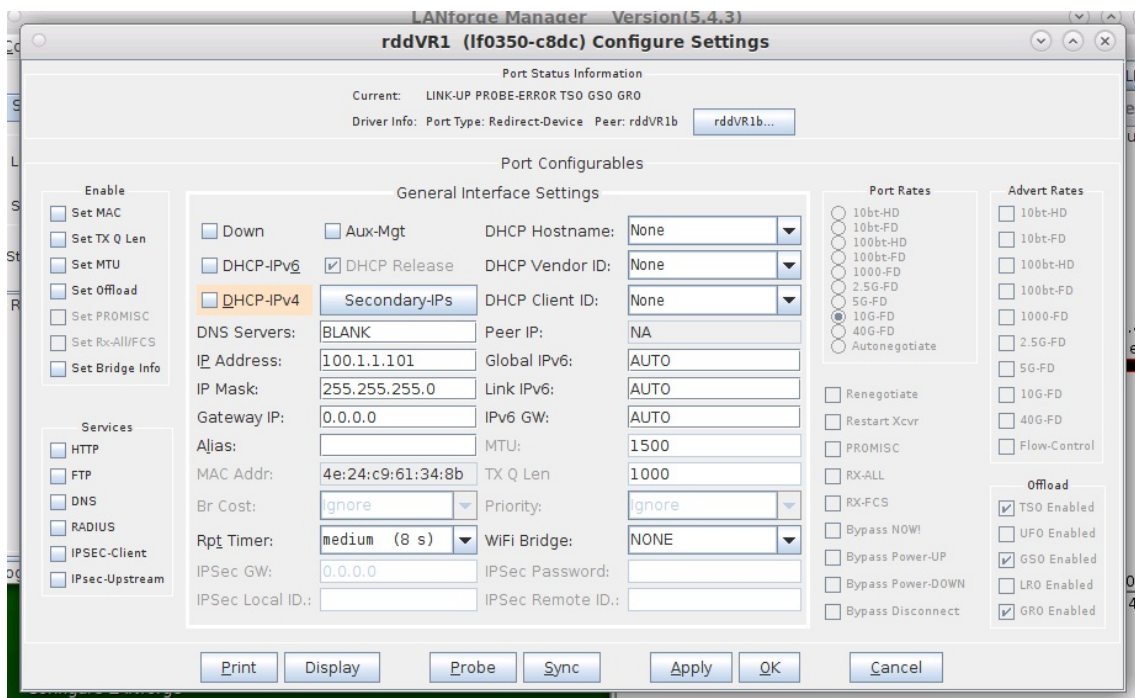 LANforge Manager Version(5.4.3)
rddVR1 (lf0350-c8dc) Configure Settings
Port Status Information
Current: LINK-UP PROBE-ERROR TSO GSO GRO
Driver Info: Port Type: Redirect-Device Peer: rddVR1b rddVR1b...
Port Configurables
Enable
Set MAC
Set TX Q Len
Set MTU
Set Offload
Set PROMISC
Set Rx-All/FCS
Set Bridge Info
Services
HTTP
FTP
DNS
RADIUS
IPSEC-Client
IPsec-Upstream
General Interface Settings
Down Aux-Mgt DHCP Hostname: None
DHCP-IPv6 DHCP Release DHCP Vendor ID: None
DHCP-IPv4 Secondary-IPs DHCP Client ID: None
DNS Servers: BLANK Peer IP: NA
IP Address: 100.1.1.101 Global IPv6: AUTO
IP Mask: 255.255.255.0 Link IPv6: AUTO
Gateway IP: 0.0.0.0 IPv6 GW: AUTO
Alias: MTU: 1500
MAC Addr: 4e:24:c9:61:34:8b TX Q Len 1000
Br Cost: Ignore Priority: Ignore
Rpt Timer: medium (8 s) WiFi Bridge: NONE
IPSec GW: 0.0.0.0 IPSec Password:
IPSec Local ID.: IPSec Remote ID.:
Port Rates
10bt-HD
10bt-FD
100bt-HD
100bt-FD
1000-FD
2.5G-FD
5G-FD
10G-FD
40G-FD
Autonegotiate
Renegotiate
Restart Xcvr
PROMISC
RX-ALL
RX-FCS
Bypass NOW!
Bypass Power-UP
Bypass Power-DOWN
Bypass Disconnect
Advert Rates
10bt-HD
10bt-FD
100bt-HD
100bt-FD
1000-FD
2.5G-FD
5G-FD
10G-FD
40G-FD
Flow-Control
Offload
TSO Enabled
UFO Enabled
GSO Enabled
LRO Enabled
GRO Enabled
Print Display Probe Sync Apply OK Cancel